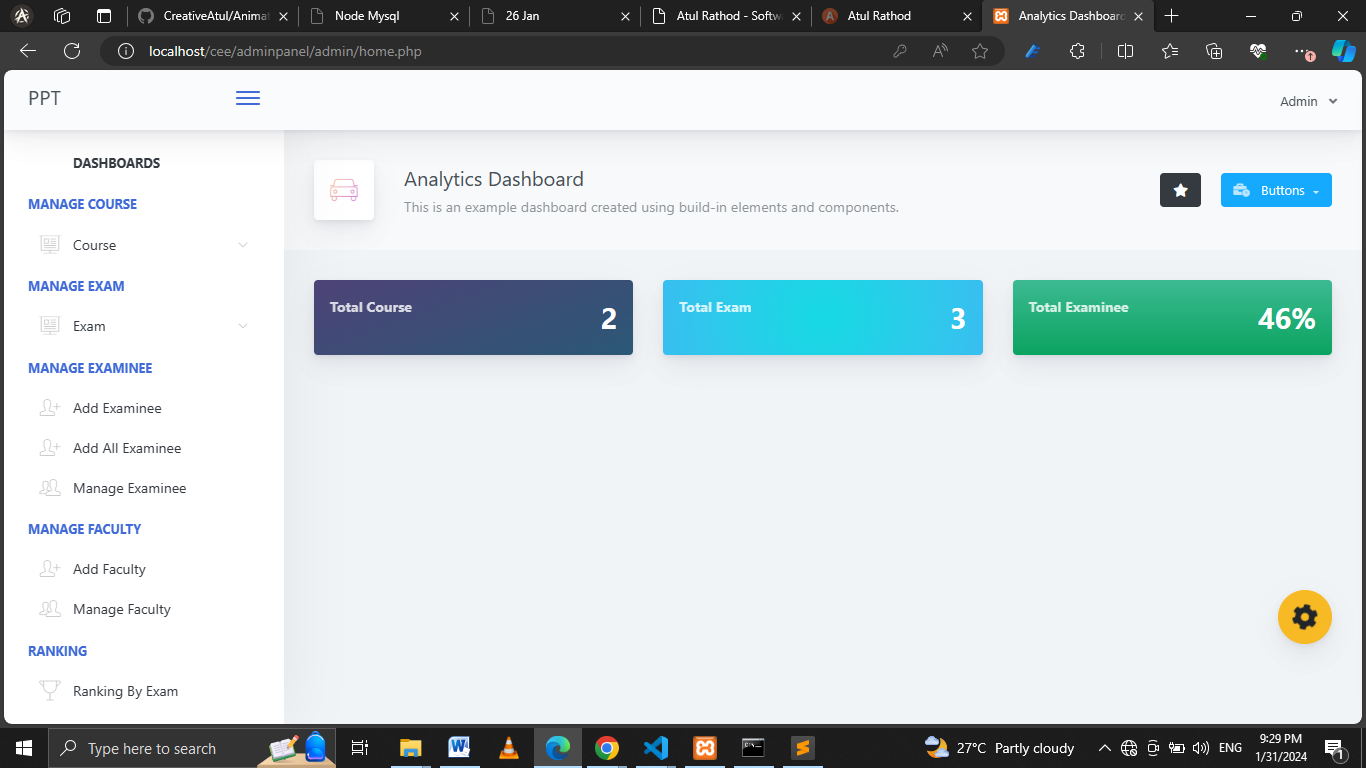 CreativeAtul/Animat
Node Mysql
26 Jan
Atul Rathod - Softw
Atul Rathod
Analytics Dashboard
localhost/cee/adminpanel/admin/home.php
PPT
Admin
DASHBOARDS
MANAGE COURSE
Course
MANAGE EXAM
Exam
MANAGE EXAMINEE
Add Examinee
Add All Examinee
Manage Examinee
MANAGE FACULTY
Add Faculty
Manage Faculty
RANKING
Ranking By Exam
Analytics Dashboard
This is an example dashboard created using build-in elements and components.
Buttons
Total Course
2
Total Exam
3
Total Examinee
46%
Type here to search
27°C Partly cloudy
ENG
9:29 PM
1/31/2024
1